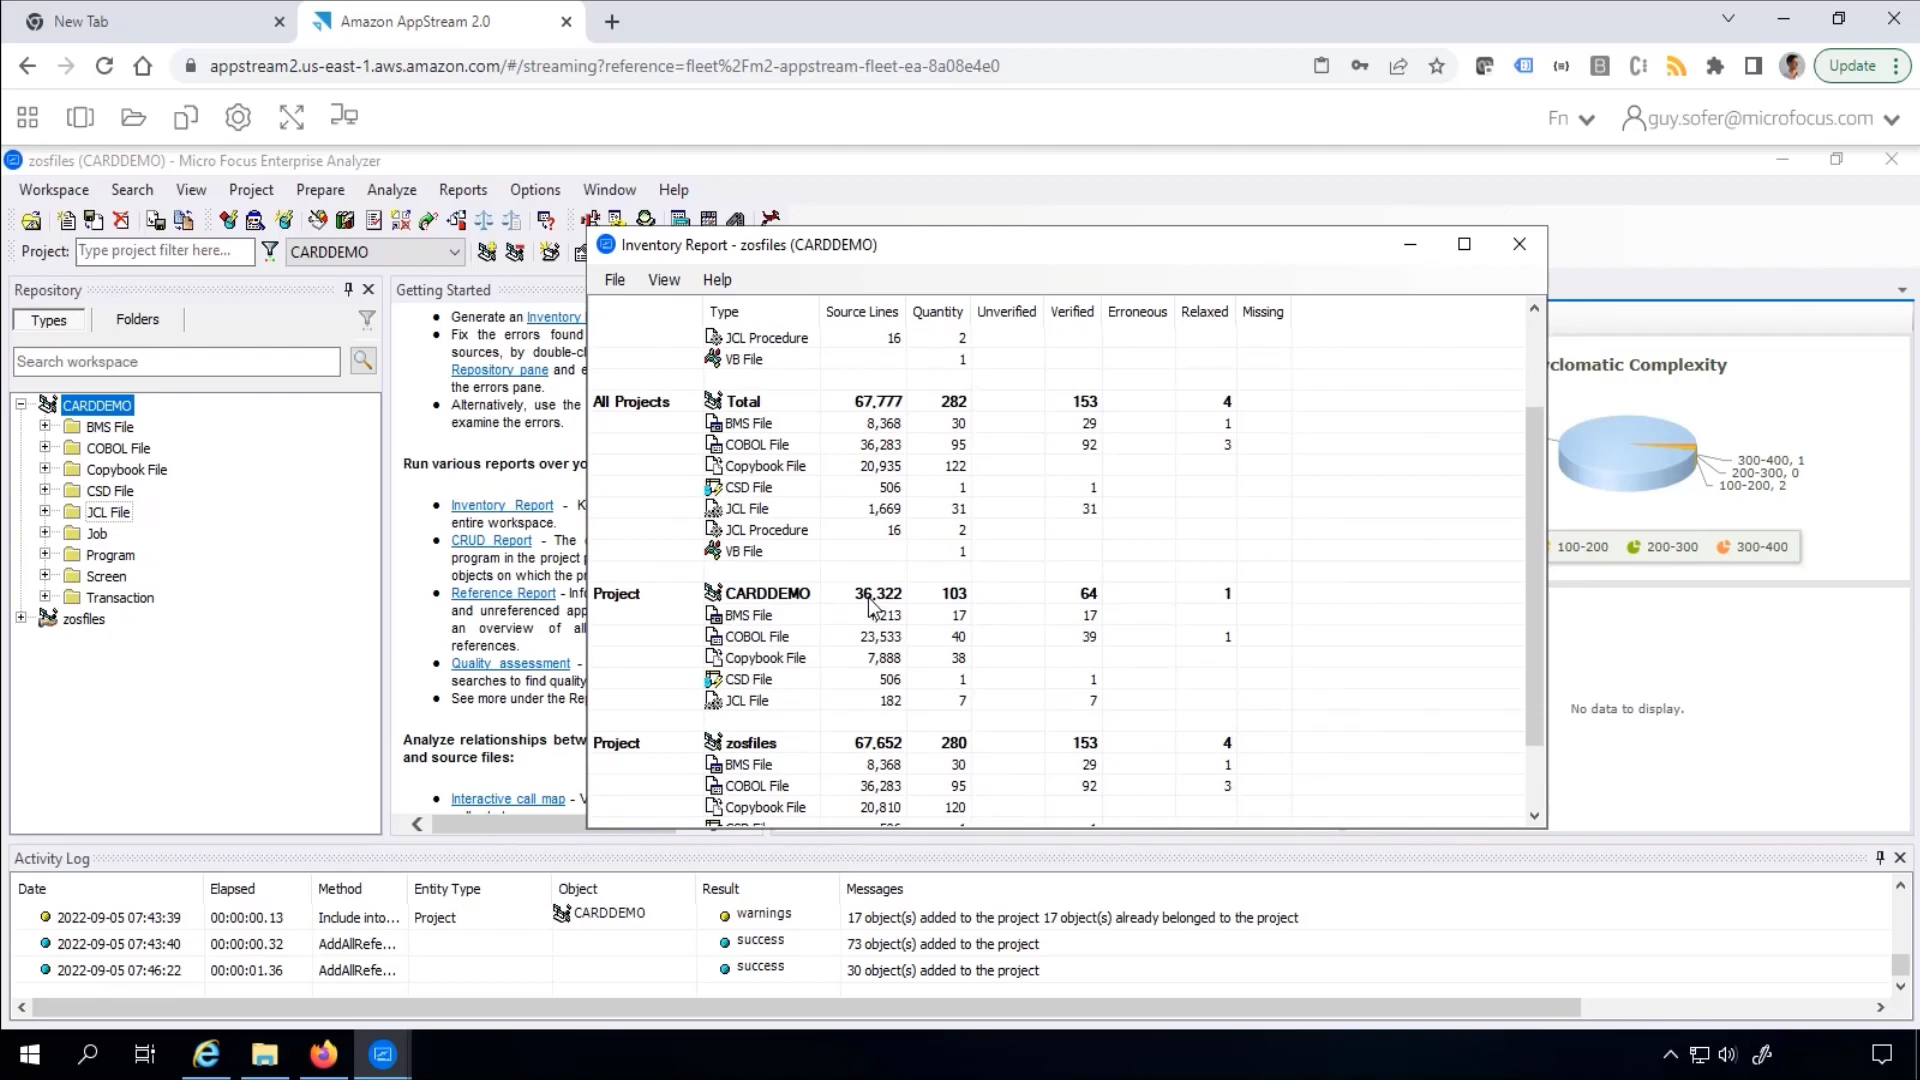 New Tab
Amazon AppStream 2.0
appstream2.us-east-1.aws.amazon.com/#/streaming?reference=fleet%2Fm2-appstream-fleet-ea-8a08e4e0
Update
Fn
guy.sofer@microfocus.com
zosfiles (CARDDEMO) - Micro Focus Enterprise Analyzer
Workspace Search View Project Prepare Analyze Reports Options Window Help
Project: Type project filter here... CARDDEMO
Repository
Types Folders
Search workspace
CARDDEMO
BMS File
COBOL File
Copybook File
CSD File
JCL File
Job
Program
Screen
Transaction
zosfiles
Getting Started
Generate an Inventory
Fix the errors found
sources, by double-cl
Repository pane and e
the errors pane.
Alternatively, use the
examine the errors.
Run various reports over yo
Inventory Report - K
entire workspace.
CRUD Report - The
program in the project
objects on which the p
Reference Report - Info
and unreferenced app
an overview of all
references.
Quality assessment -
searches to find quality
See more under the Re
Analyze relationships betw
and source files:
Interactive call map - V
Inventory Report - zosfiles (CARDDEMO)
File View Help
Type Source Lines Quantity Unverified Verified Erroneous Relaxed Missing
JCL Procedure 16 2
VB File 1
All Projects Total 67,777 282 153 4
BMS File 8,368 30 29 1
COBOL File 36,283 95 92 3
Copybook File 20,935 122
CSD File 506 1 1
JCL File 1,669 31 31
JCL Procedure 16 2
VB File 1
Project CARDDEMO 36,322 103 64 1
BMS File 213 17 17
COBOL File 23,533 40 39 1
Copybook File 7,888 38
CSD File 506 1 1
JCL File 182 7 7
Project zosfiles 67,652 280 153 4
BMS File 8,368 30 29 1
COBOL File 36,283 95 92 3
Copybook File 20,810 120
clomatic Complexity
300-400, 1
200-300, 0
100-200, 2
100-200 200-300 300-400
No data to display.
Activity Log
Date Elapsed Method Entity Type Object Result Messages
2022-09-05 07:43:39 00:00:00.13 Include into... Project CARDDEMO warnings 17 object(s) added to the project 17 object(s) already belonged to the project
2022-09-05 07:43:40 00:00:00.32 AddAllRefe... success 73 object(s) added to the project
2022-09-05 07:46:22 00:00:01.36 AddAllRefe... success 30 object(s) added to the project